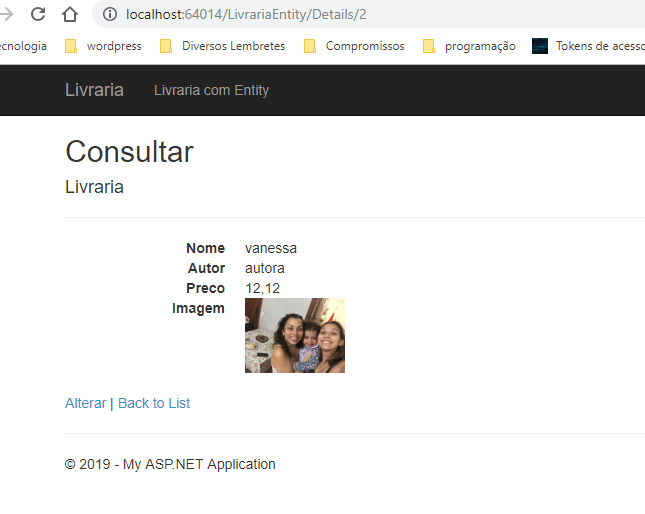 localhost:64014/LivrariaEntity/Details/2
ecnologia wordpress Diversos Lembretes Compromissos programação Tokens de acesso
Livraria Livraria com Entity
Consultar
Livraria
Nome vanessa
Autor autora
Preco 12,12
Imagem
Alterar | Back to List
© 2019 - My ASP.NET Application